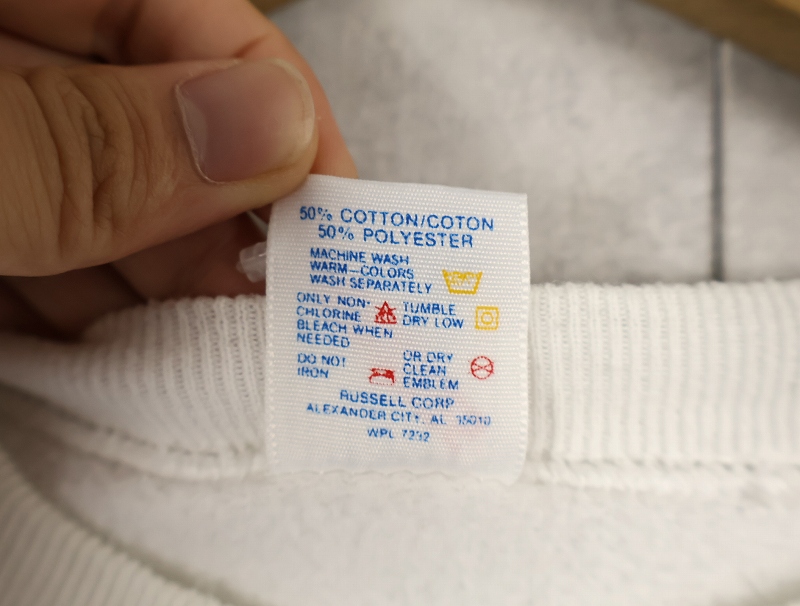 50% COTTON/COTON
50% POLYESTER
MACHINE WASH
WARM-COLORS
WASH SEPARATELY
ONLY NON-
CHLORINE
BLEACH WHEN
NEEDED
TUMBLE
DRY LOW
DO NOT
IRON
OR DRY
CLEAN
EMBLEM
RUSSELL CORP
ALEXANDER CITY, AL 35010
WPL 7232